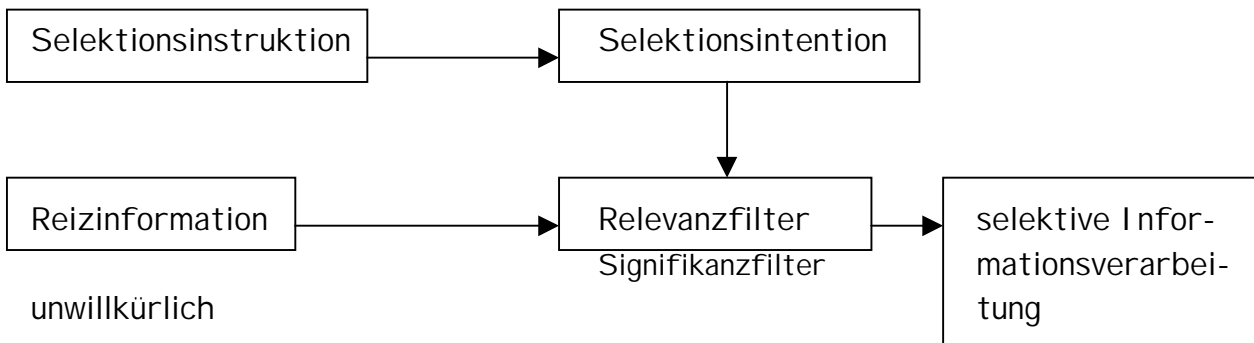 Selektionsinstruktion
Selektionsintention
Reizinformation
Relevanzfilter
Signifikanzfilter
selektive Infor-
mationsverarbei-
tung
unwillkürlich